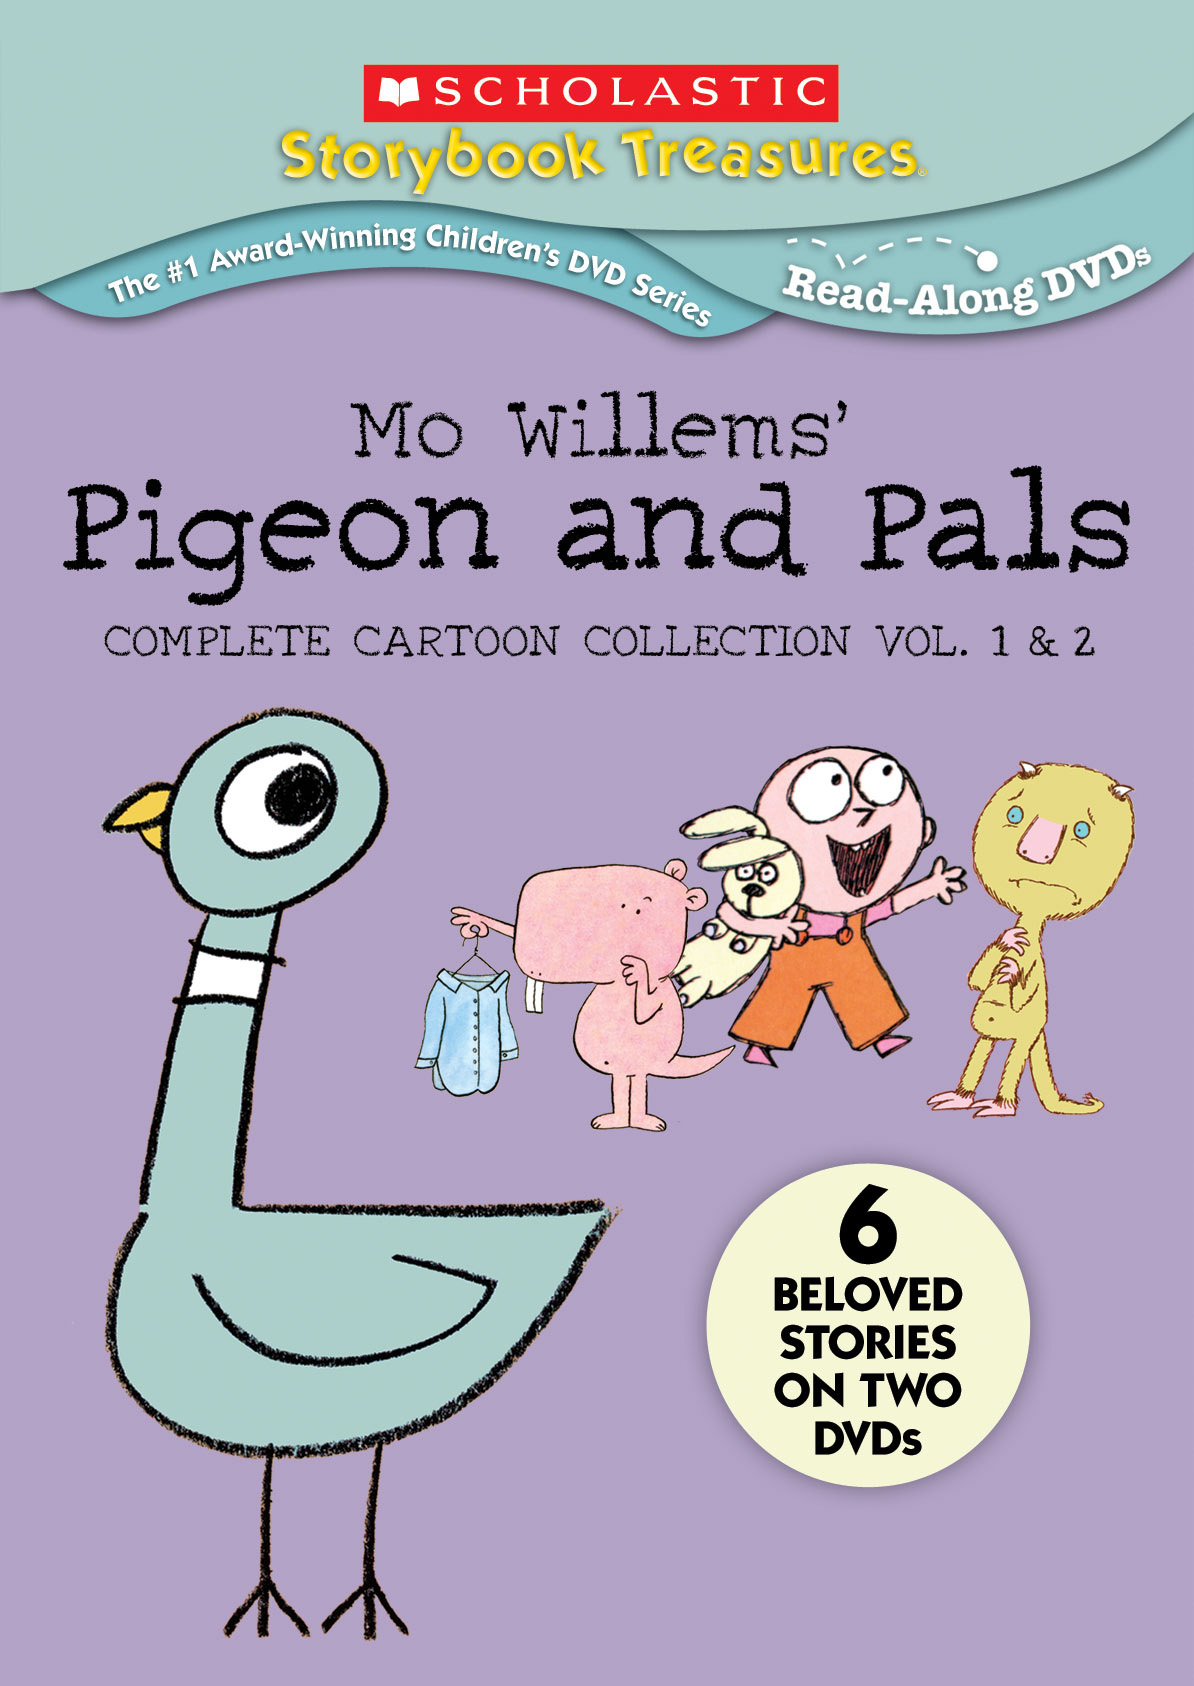 SCHOLASTIC
Storybook Treasures®
The #1 Award-Winning Children's DVD Series
Read-Along DVDs
Mo Willems'
Pigeon and Pals
COMPLETE CARTOON COLLECTION VOL. 1 & 2
6
BELOVED
STORIES
ON TWO
DVDs